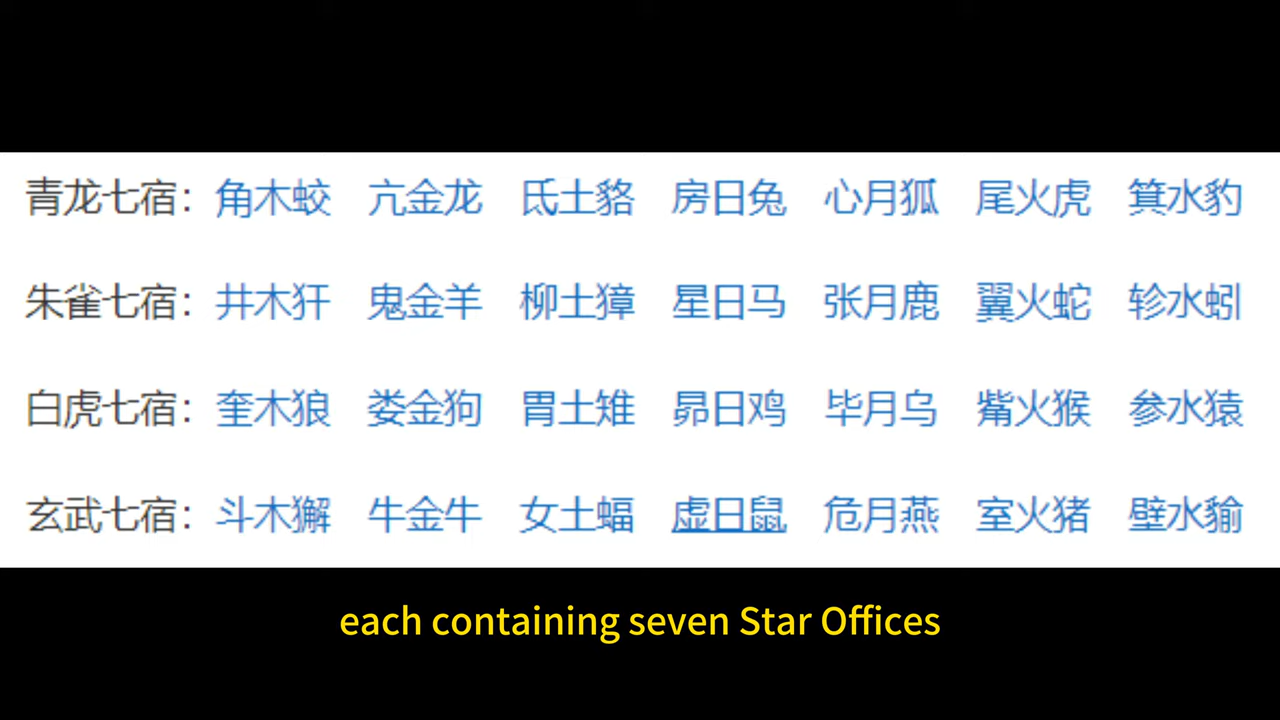 青龙七宿：角木蛟 亢金龙 氐土貉 房日兔 心月狐 尾火虎 箕水豹
朱雀七宿：井木犴 鬼金羊 柳土獐 星日马 张月鹿 翼火蛇 轸水蚓
白虎七宿：奎木狼 娄金狗 胃土雉 昴日鸡 毕月乌 觜火猴 参水猿
玄武七宿：斗木獬 牛金牛 女土蝠 虚日鼠 危月燕 室火猪 壁水貐
each containing seven Star Offices